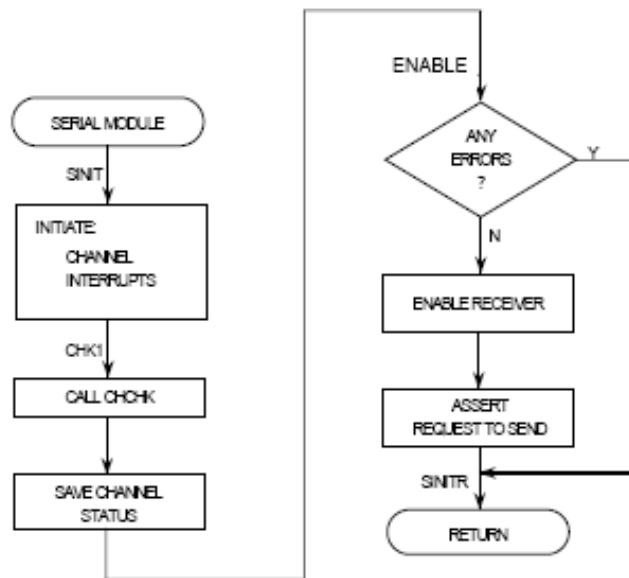 SERIAL MODULE
SINIT
INITIATE:
CHANNEL
INTERRUPTS
CHK1
CALL CHCHK
SAVE CHANNEL
STATUS
ENABLE
ANY
ERRORS
?
Y
N
ENABLE RECEIVER
ASSERT
REQUEST TO SEND
SINITR
RETURN